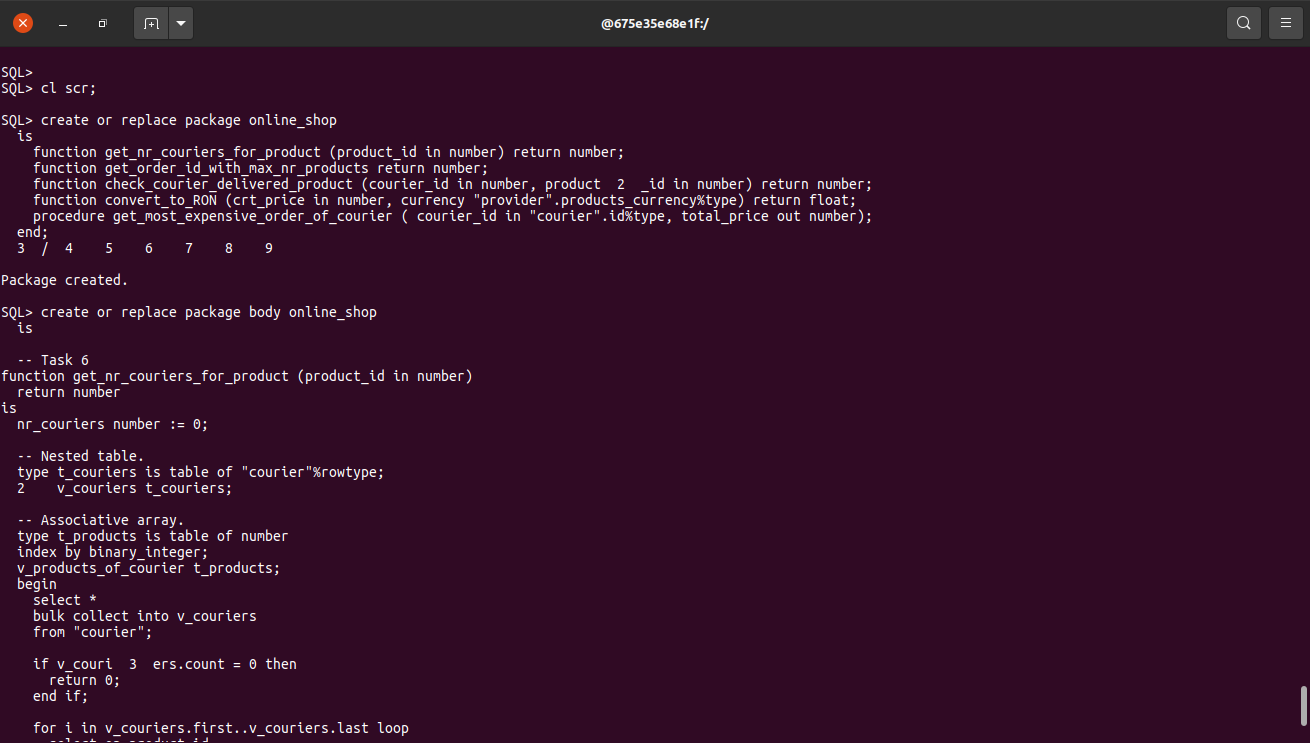 @675e35e68e1f:/
SQL>
SQL> cl scr;
SQL> create or replace package online_shop
is
function get_nr_couriers_for_product (product_id in number) return number;
function get_order_id_with_max_nr_products return number;
function check_courier_delivered_product (courier_id in number, product  2  _id in number) return number;
function convert_to_RON (crt_price in number, currency "provider".products_currency%type) return float;
procedure get_most_expensive_order_of_courier ( courier_id in "courier".id%type, total_price out number);
end;
3  /  4    5    6    7    8    9
Package created.
SQL> create or replace package body online_shop
is
-- Task 6
function get_nr_couriers_for_product (product_id in number)
return number
is
nr_couriers number := 0;
-- Nested table.
type t_couriers is table of "courier"%rowtype;
2    v_couriers t_couriers;
-- Associative array.
type t_products is table of number
index by binary_integer;
v_products_of_courier t_products;
begin
select *
bulk collect into v_couriers
from "courier";
if v_couri  3  ers.count = 0 then
return 0;
end if;
for i in v_couriers.first..v_couriers.last loop